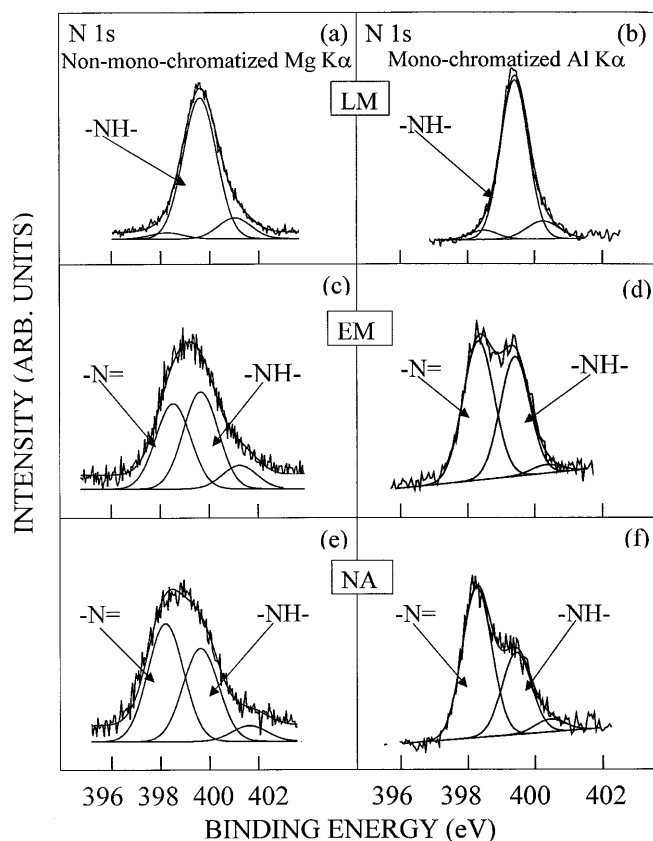 N 1s
(a)
Non-mono-chromatized Mg Kα
-NH-
N 1s
(b)
Mono-chromatized Al Kα
LM
-NH-
(c)
-N=
-NH-
(d)
EM
-N=
-NH-
(e)
-N=
-NH-
(f)
NA
-N=
-NH-
INTENSITY (ARB. UNITS)
396 398 400 402
396 398 400 402
BINDING ENERGY (eV)